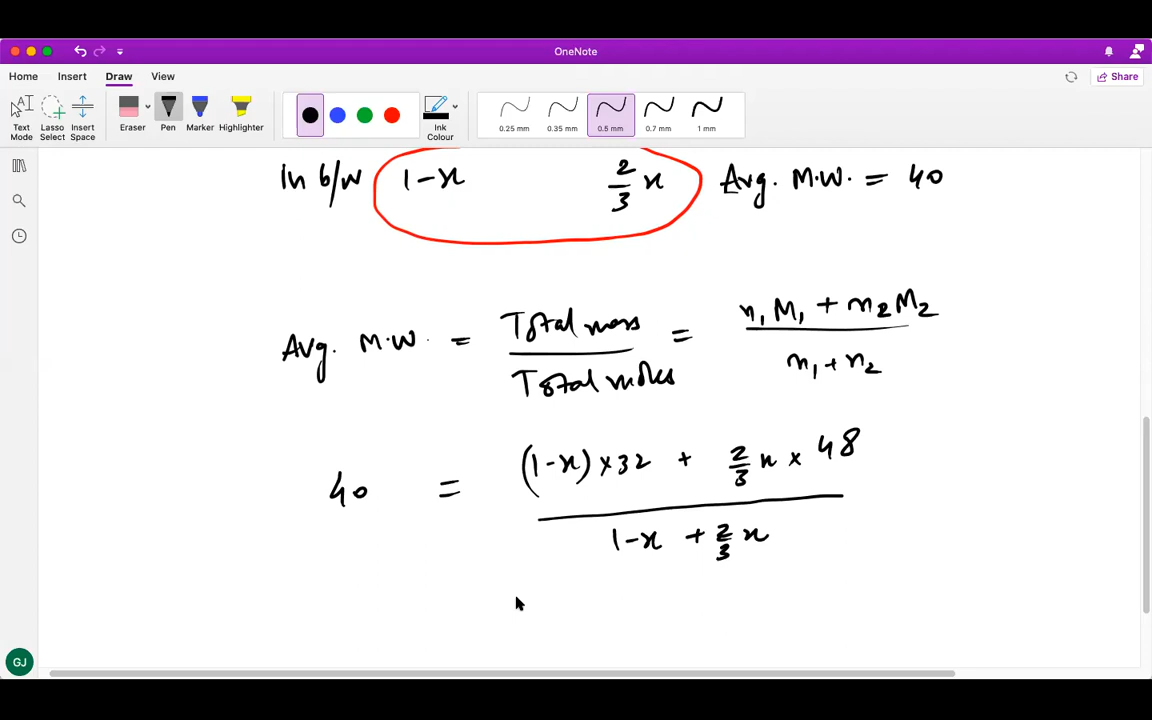 OneNote
Home Insert Draw View
Share
Text Mode
Lasso Select
Insert Space
Eraser
Pen
Marker
Highlighter
Ink Colour
0.25 mm
0.35 mm
0.5 mm
0.7 mm
1 mm
In b/w 1-x 2/3 x Avg. M.W. = 40
Avg. M.W. = Total mass / Total moles = n₁M₁ + n₂M₂ / n₁ + n₂
40 = (1-x) × 32 + 2/3 x × 48 / 1-x + 2/3 x
GJ